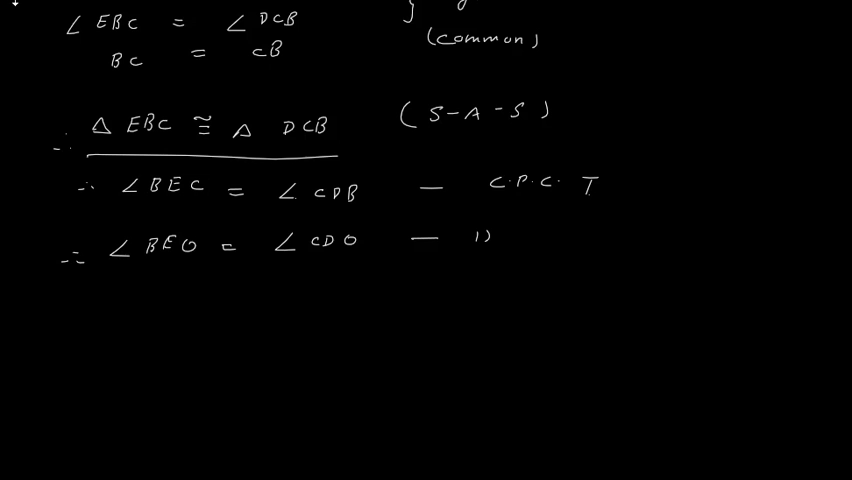 ∠ EBC = ∠ DCB
BC = CB (common)
∴ △ EBC ≅ △ DCB (S-A-S)
∴ ∠ BEC = ∠ CDB — C.P.C.T
∴ ∠ BEO = ∠ CDO — 1)